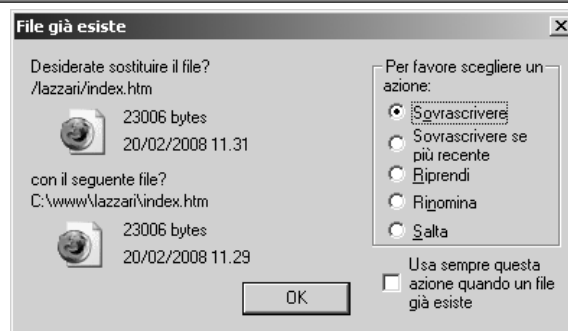 File già esiste
Desiderate sostituire il file?
/lazzari/index.htm
23006 bytes
20/02/2008 11.31
con il seguente file?
C:\www\lazzari\index.htm
23006 bytes
20/02/2008 11.29
OK
Per favore scegliere un
azione:
Sovrascrivere
Sovrascrivere se
più recente
Riprendi
Rinomina
Salta
Usa sempre questa
azione quando un file
già esiste